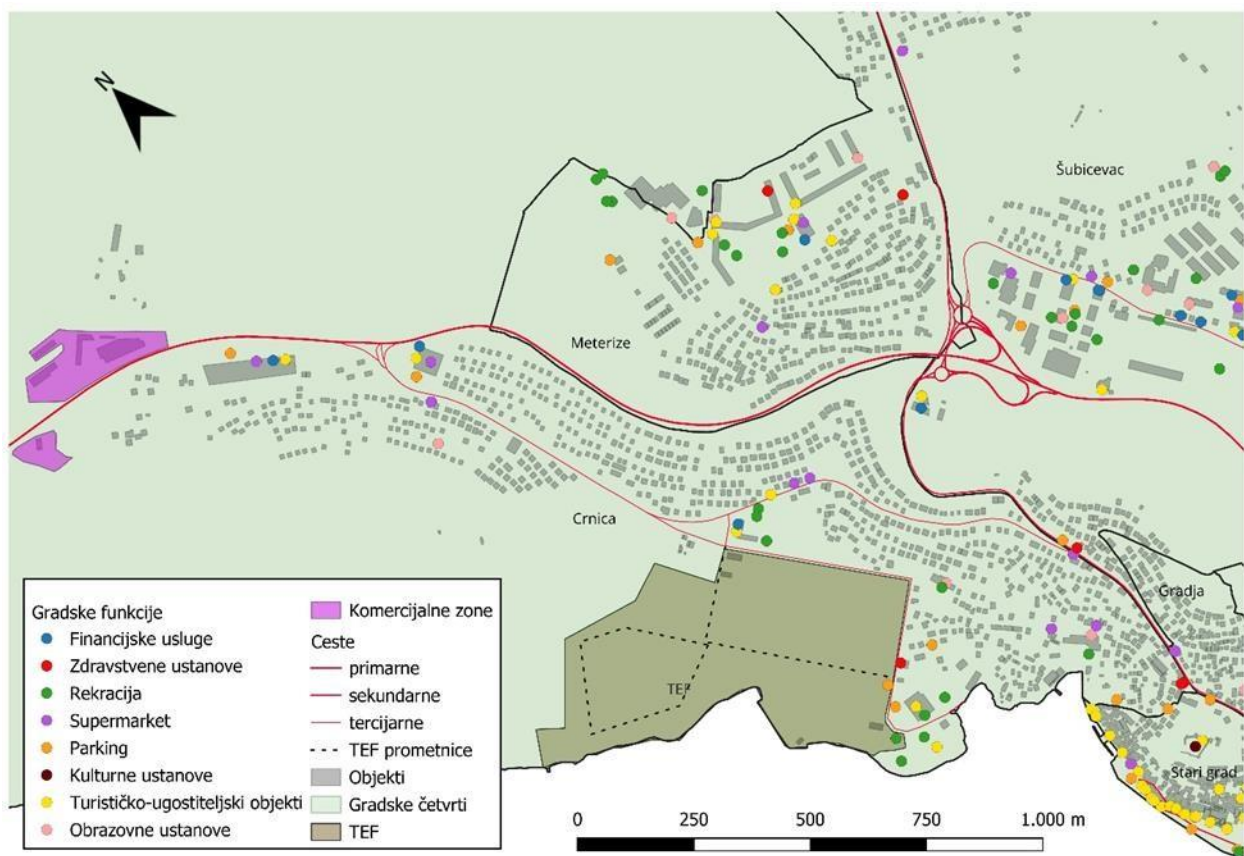 N
Šubicevac
Meterize
Crnica
Gradja
TEF
Stari grad
Gradske funkcije
Financijske usluge
Zdravstvene ustanove
Rekracija
Supermarket
Parking
Kulturne ustanove
Turističko-ugostiteljski objekti
Obrazovne ustanove
Komercijalne zone
Ceste
primarne
sekundarne
tercijarne
TEF prometnice
Objekti
Gradske četvrti
TEF
0 250 500 750 1.000 m